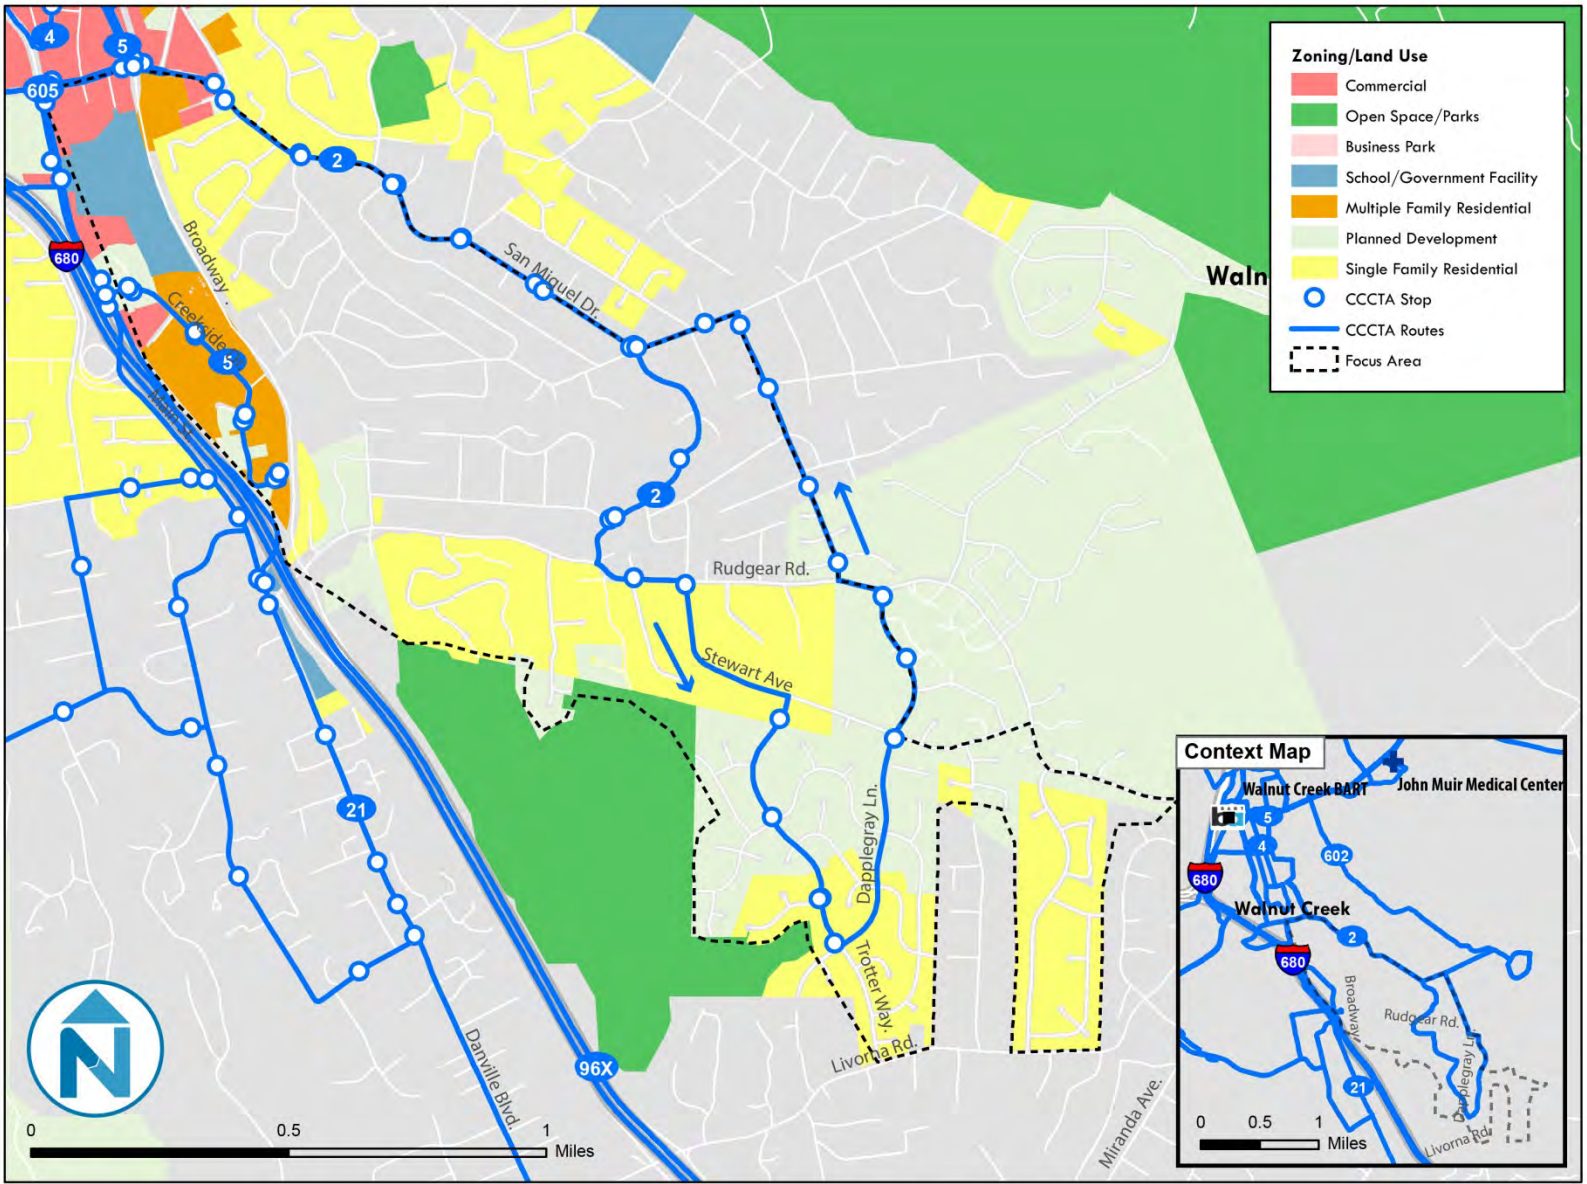 4
5
605
2
680
Broadway.
San Miguel Dr.
Creekside
5
Main St.
2
Rudgear Rd.
Stewart Ave
21
Dapplegray Ln.
Trotter Way.
Livorna Rd.
Danville Blvd.
96X
Miranda Ave.
Waln
N
0 0.5 1 Miles
Zoning/Land Use
Commercial
Open Space/Parks
Business Park
School/Government Facility
Multiple Family Residential
Planned Development
Single Family Residential
CCCTA Stop
CCCTA Routes
Focus Area
Context Map
Walnut Creek BART
John Muir Medical Center
5
4
602
680
Walnut Creek
2
680
Broadway
Rudgear Rd.
Dapplegray Ln.
21
Livorna Rd.
0 0.5 1
Miles